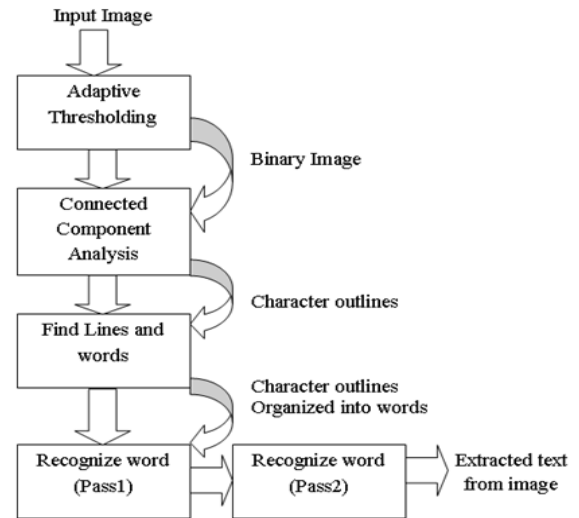 Input Image
Adaptive
Thresholding
Binary Image
Connected
Component
Analysis
Character outlines
Find Lines and
words
Character outlines
Organized into words
Recognize word
(Pass1)
Recognize word
(Pass2)
Extracted text
from image